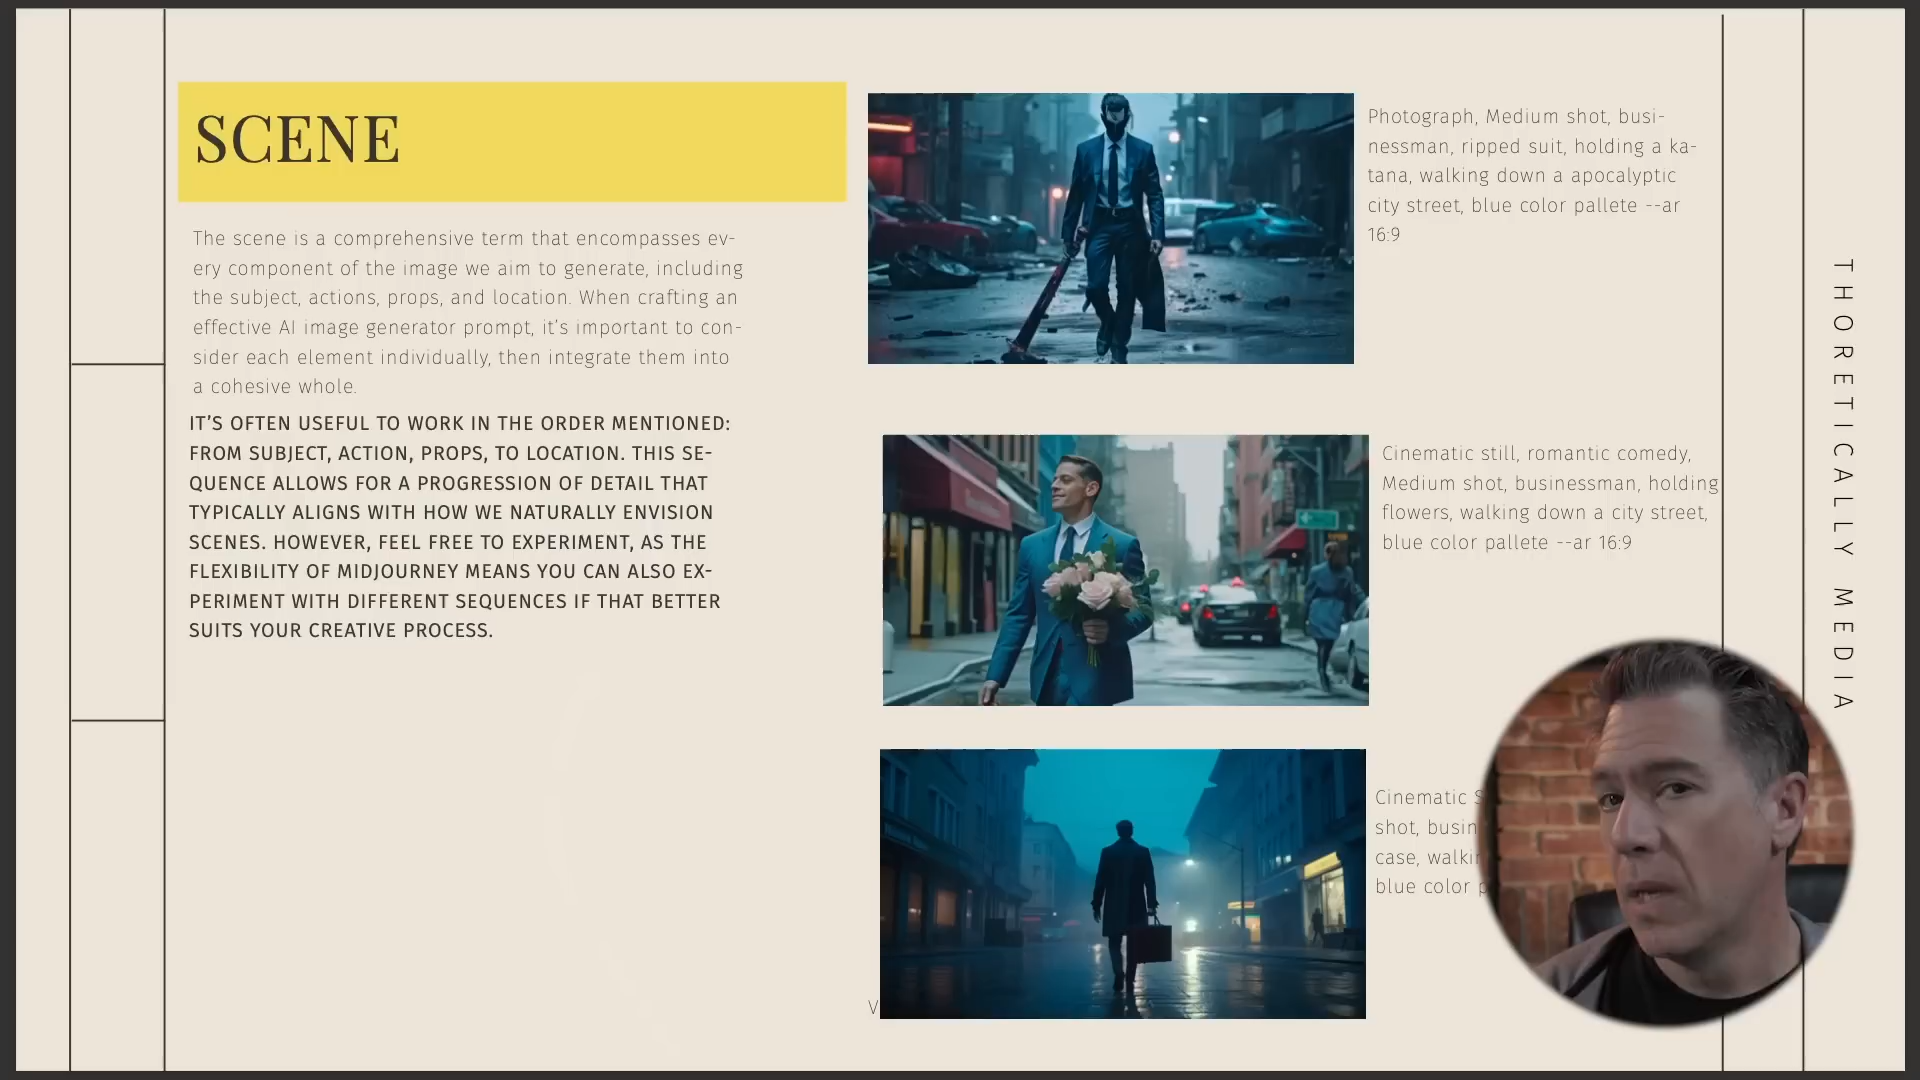 SCENE
The scene is a comprehensive term that encompasses ev-
ery component of the image we aim to generate, including
the subject, actions, props, and location. When crafting an
effective AI image generator prompt, it's important to con-
sider each element individually, then integrate them into
a cohesive whole.
IT'S OFTEN USEFUL TO WORK IN THE ORDER MENTIONED:
FROM SUBJECT, ACTION, PROPS, TO LOCATION. THIS SE-
QUENCE ALLOWS FOR A PROGRESSION OF DETAIL THAT
TYPICALLY ALIGNS WITH HOW WE NATURALLY ENVISION
SCENES. HOWEVER, FEEL FREE TO EXPERIMENT, AS THE
FLEXIBILITY OF MIDJOURNEY MEANS YOU CAN ALSO EX-
PERIMENT WITH DIFFERENT SEQUENCES IF THAT BETTER
SUITS YOUR CREATIVE PROCESS.
Photograph, Medium shot, busi-
nessman, ripped suit, holding a ka-
tana, walking down a apocalyptic
city street, blue color pallete --ar
16:9
Cinematic still, romantic comedy,
Medium shot, businessman, holding
flowers, walking down a city street,
blue color pallete --ar 16:9
Cinematic
shot,
case,
blue color
THORETICALLY MEDIA